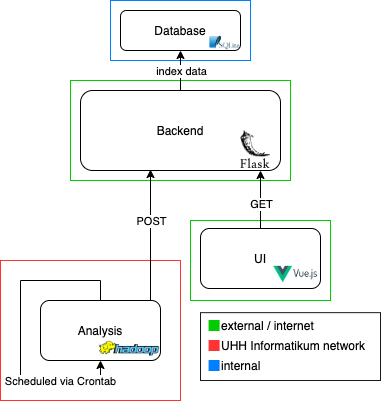 Database
SQLite
index data
Backend
Flask
POST
GET
UI
Vue.js
Analysis
hadoop
Scheduled via Crontab
external / internet
UHH Informatikum network
internal